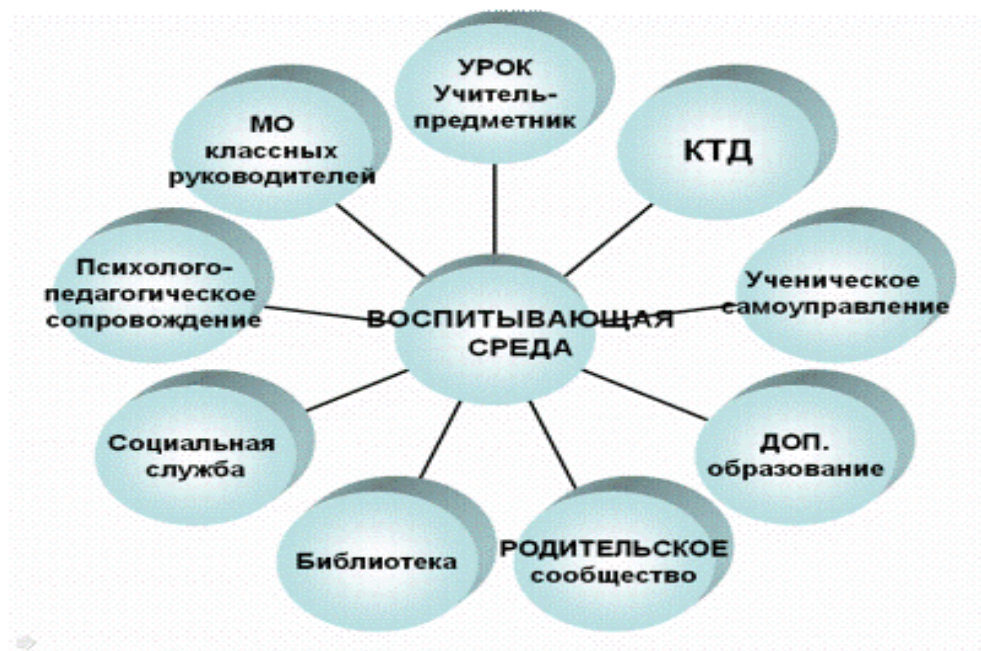 УРОК
Учитель-
предметник
КТД
Ученическое
самоуправление
ДОП.
образование
РОДИТЕЛЬСКОЕ
сообщество
Библиотека
Социальная
служба
Психолого-
педагогическое
сопровождение
МО
классных
руководителей
ВОСПИТЫВАЮЩАЯ
СРЕДА